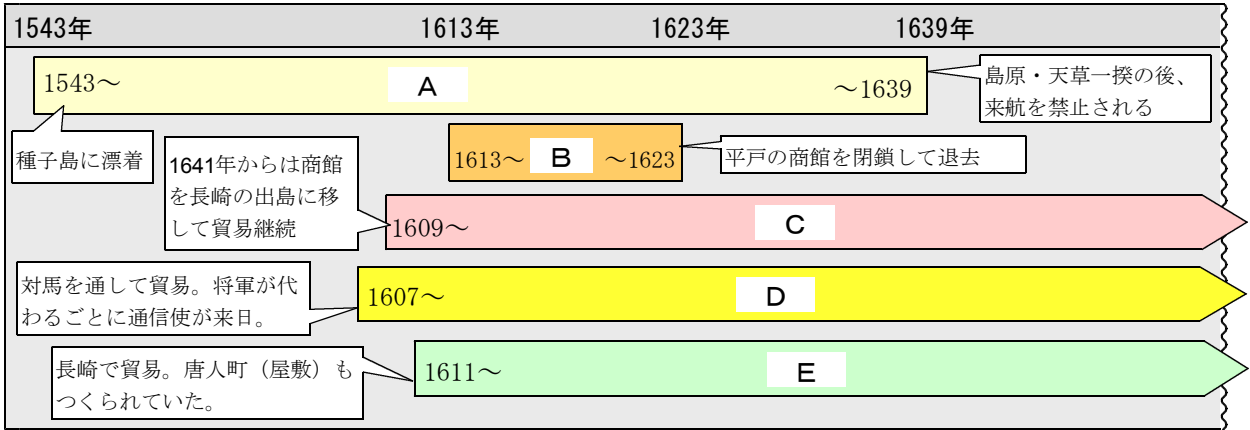 1543年 1613年 1623年 1639年
1543～ A ～1639
島原・天草一揆の後、
来航を禁止される
種子島に漂着
1613～ B ～1623
平戸の商館を閉鎖して退去
1641年からは商館
を長崎の出島に移
して貿易継続
1609～ C
対馬を通して貿易。将軍が代
わるごとに通信使が来日。
1607～ D
長崎で貿易。唐人町（屋敷）も
つくられていた。
1611～ E